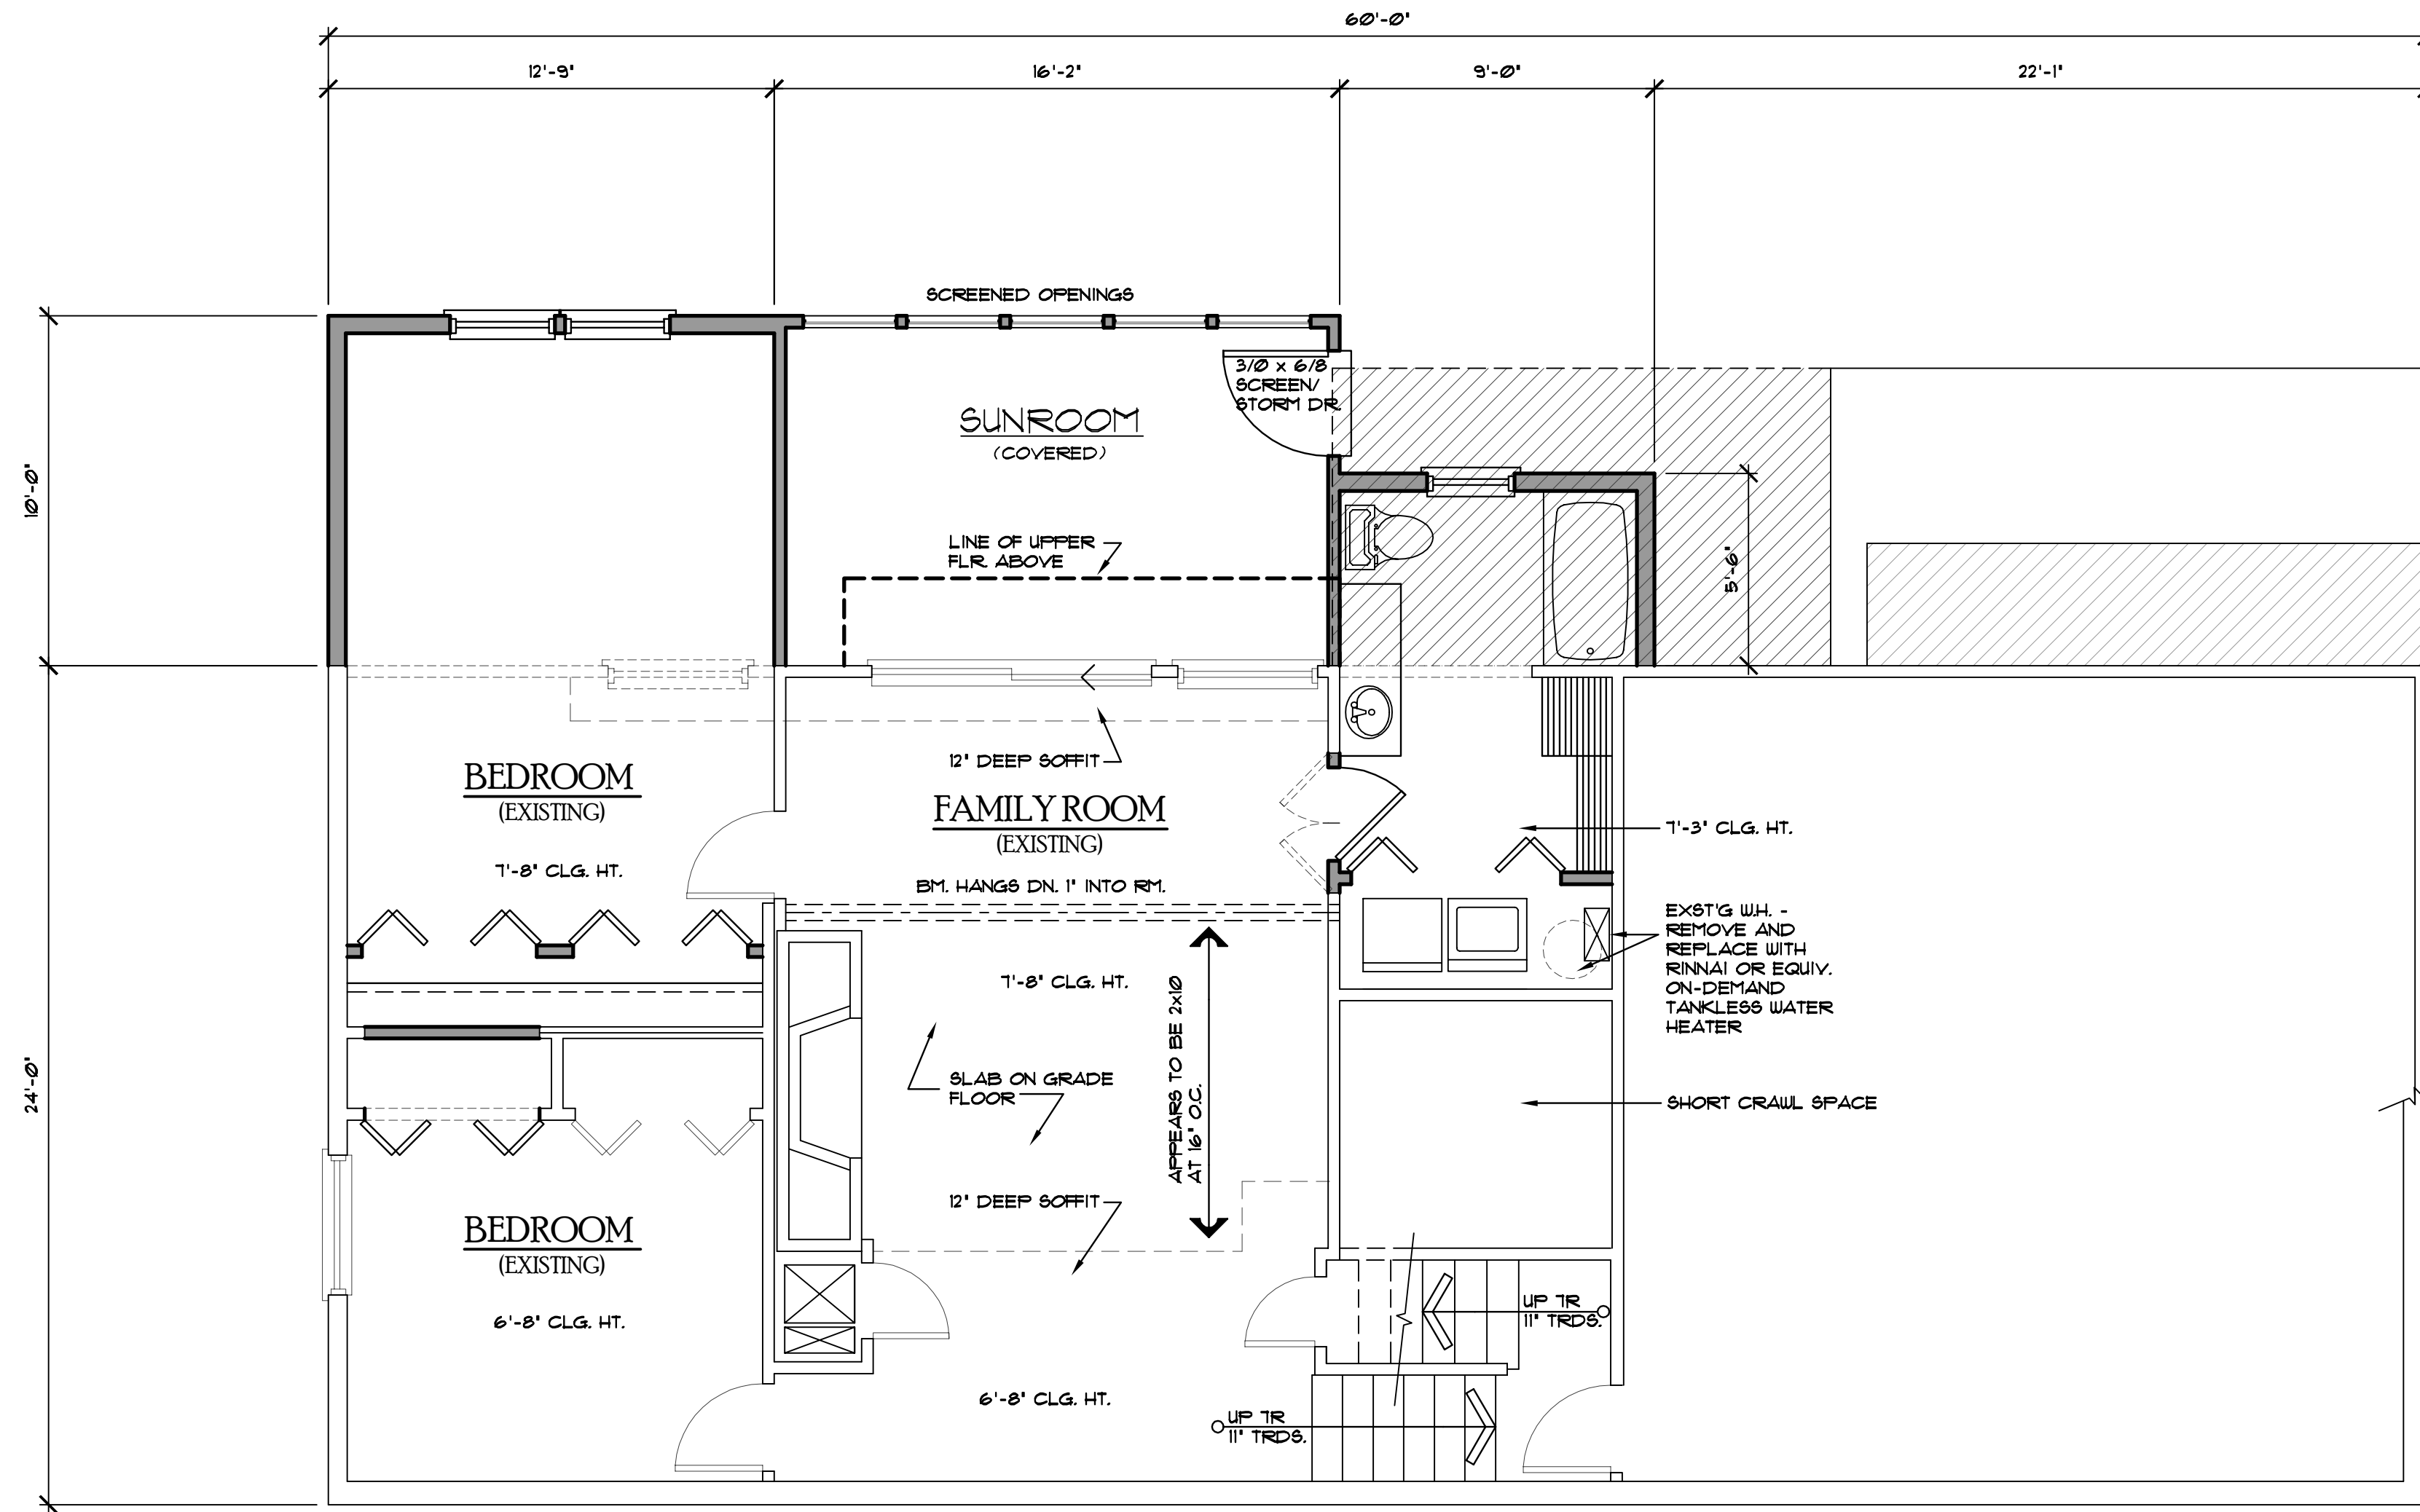 60'-0"
12'-9"
16'-2"
9'-0"
22'-1"
SCREENED OPENINGS
3/0 x 6/8
SCREEN/
STORM DR.
SUNROOM
(COVERED)
10'-0"
LINE OF UPPER
FLR. ABOVE
5'-6"
12" DEEP SOFFIT
BEDROOM
(EXISTING)
7'-8" CLG. HT.
FAMILY ROOM
(EXISTING)
BM. HANGS DN. 1" INTO RM.
7'-3" CLG. HT.
EXST'G W.H. -
REMOVE AND
REPLACE WITH
RINNAI OR EQUIV.
ON-DEMAND
TANKLESS WATER
HEATER
7'-8" CLG. HT.
APPEARS TO BE 2x10
AT 16" O.C.
SLAB ON GRADE
FLOOR
24'-0"
SHORT CRAWL SPACE
12" DEEP SOFFIT
BEDROOM
(EXISTING)
6'-8" CLG. HT.
UP 7R
11" TRDS.
6'-8" CLG. HT.
UP 7R
11" TRDS.